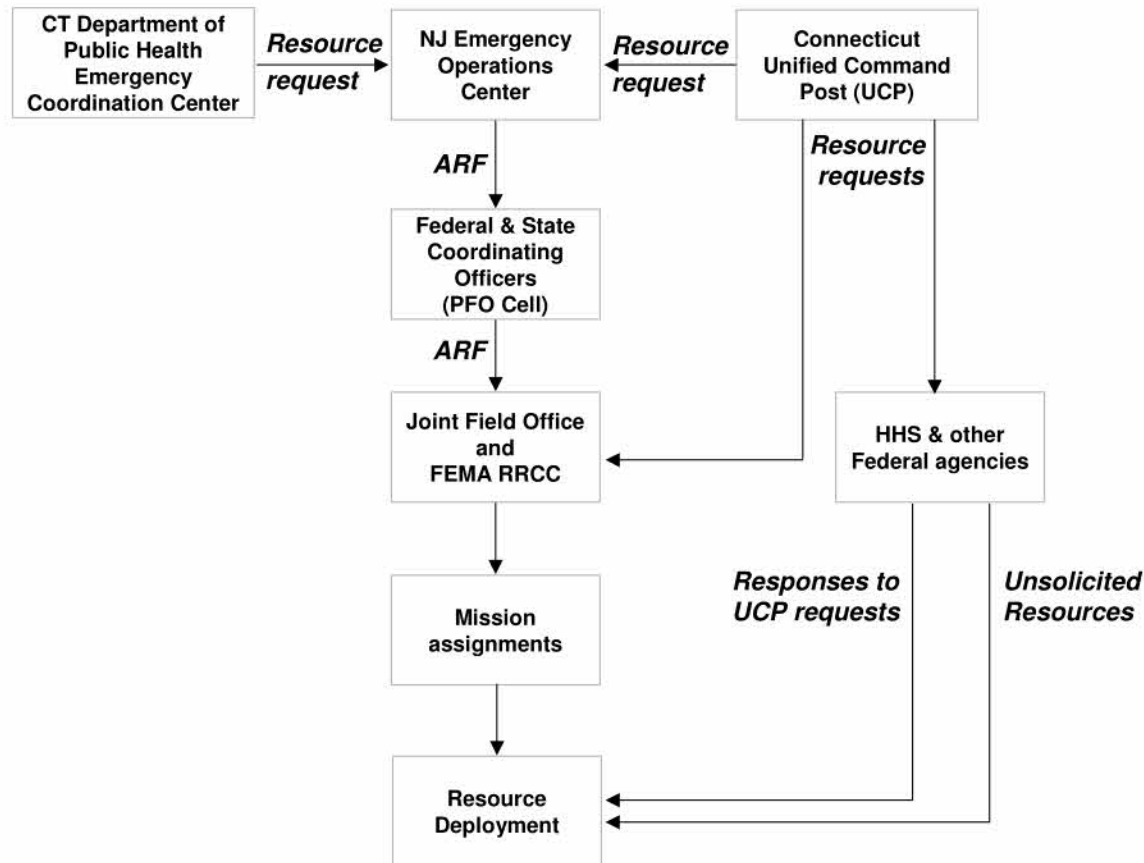 CT Department of
Public Health
Emergency
Coordination Center
Resource
request
NJ Emergency
Operations
Center
Resource
request
Connecticut
Unified Command
Post (UCP)
ARF
Resource
requests
Federal & State
Coordinating
Officers
(PFO Cell)
ARF
Joint Field Office
and
FEMA RRCC
HHS & other
Federal agencies
Mission
assignments
Responses to
UCP requests
Unsolicited
Resources
Resource
Deployment